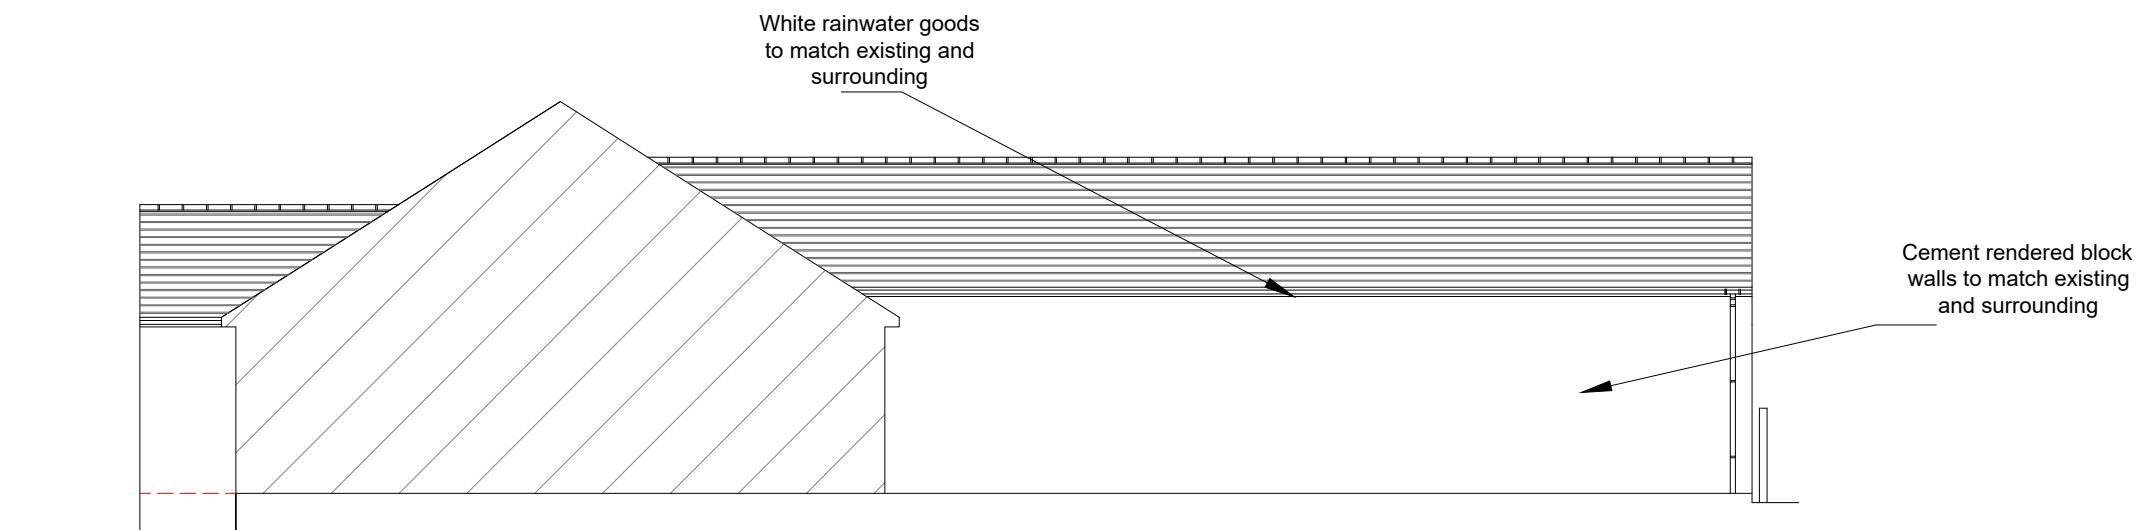 White rainwater goods
to match existing and
surrounding
Cement rendered block
walls to match existing
and surrounding